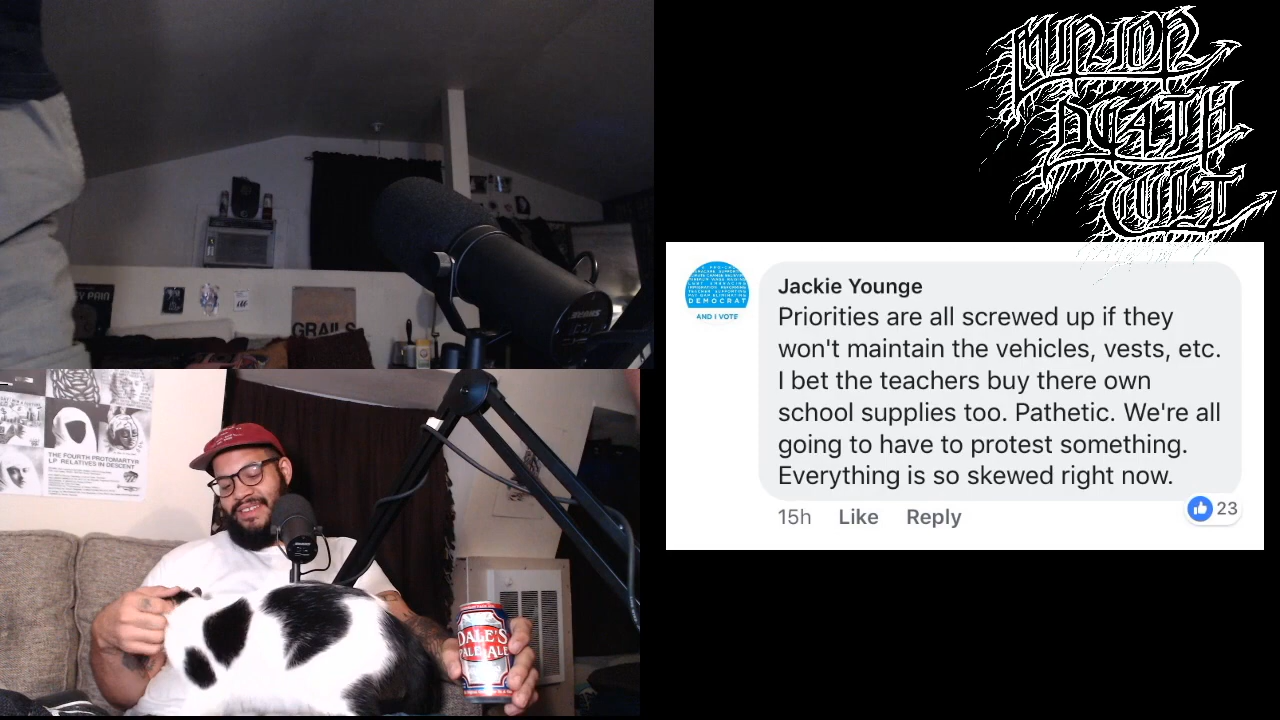 MINION
DEATH
CULT
GRAILS
THE FOURTH PROTOMARTYR
LP RELATIVES IN DESCENT
DALE'S
PALE ALE
DEMOCRAT
AND I VOTE
Jackie Younge
Priorities are all screwed up if they
won't maintain the vehicles, vests, etc.
I bet the teachers buy there own
school supplies too. Pathetic. We're all
going to have to protest something.
Everything is so skewed right now.
15h Like Reply
23